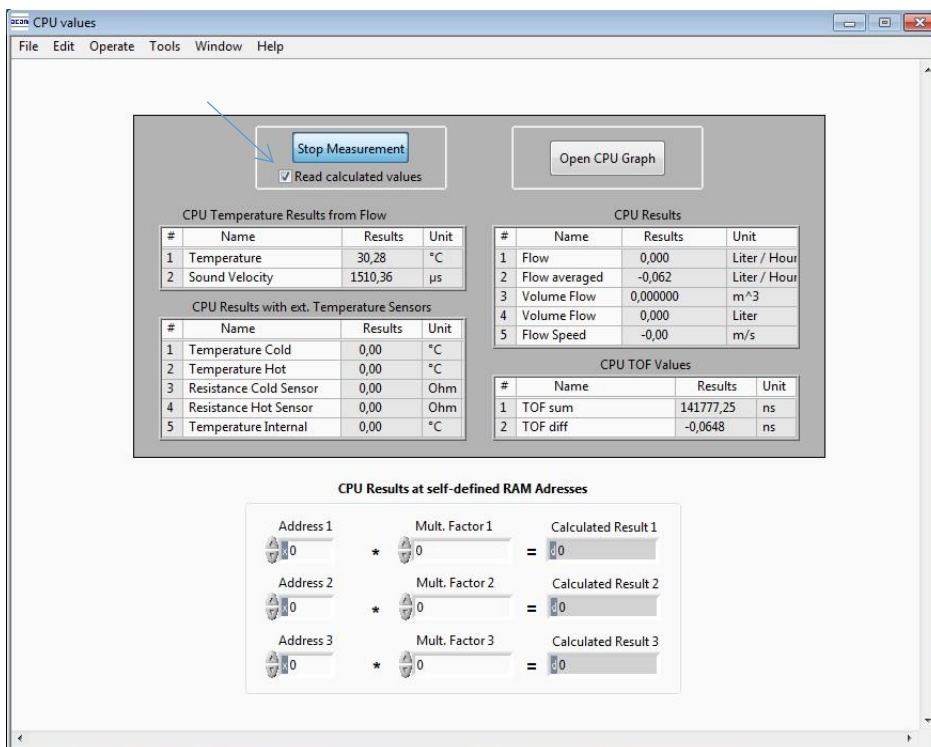 acan CPU values
File Edit Operate Tools Window Help
Stop Measurement
Read calculated values
Open CPU Graph
CPU Temperature Results from Flow
# Name Results Unit
1 Temperature 30,28 °C
2 Sound Velocity 1510,36 µs
CPU Results with ext. Temperature Sensors
# Name Results Unit
1 Temperature Cold 0,00 °C
2 Temperature Hot 0,00 °C
3 Resistance Cold Sensor 0,00 Ohm
4 Resistance Hot Sensor 0,00 Ohm
5 Temperature Internal 0,00 °C
CPU Results
# Name Results Unit
1 Flow 0,000 Liter / Hour
2 Flow averaged -0,062 Liter / Hour
3 Volume Flow 0,000000 m^3
4 Volume Flow 0,000 Liter
5 Flow Speed -0,00 m/s
CPU TOF Values
# Name Results Unit
1 TOF sum 141777,25 ns
2 TOF diff -0,0648 ns
CPU Results at self-defined RAM Adresses
Address 1 Mult. Factor 1 Calculated Result 1
x0 * 0 = d0
Address 2 Mult. Factor 2 Calculated Result 2
x0 * 0 = d0
Address 3 Mult. Factor 3 Calculated Result 3
x0 * 0 = d0